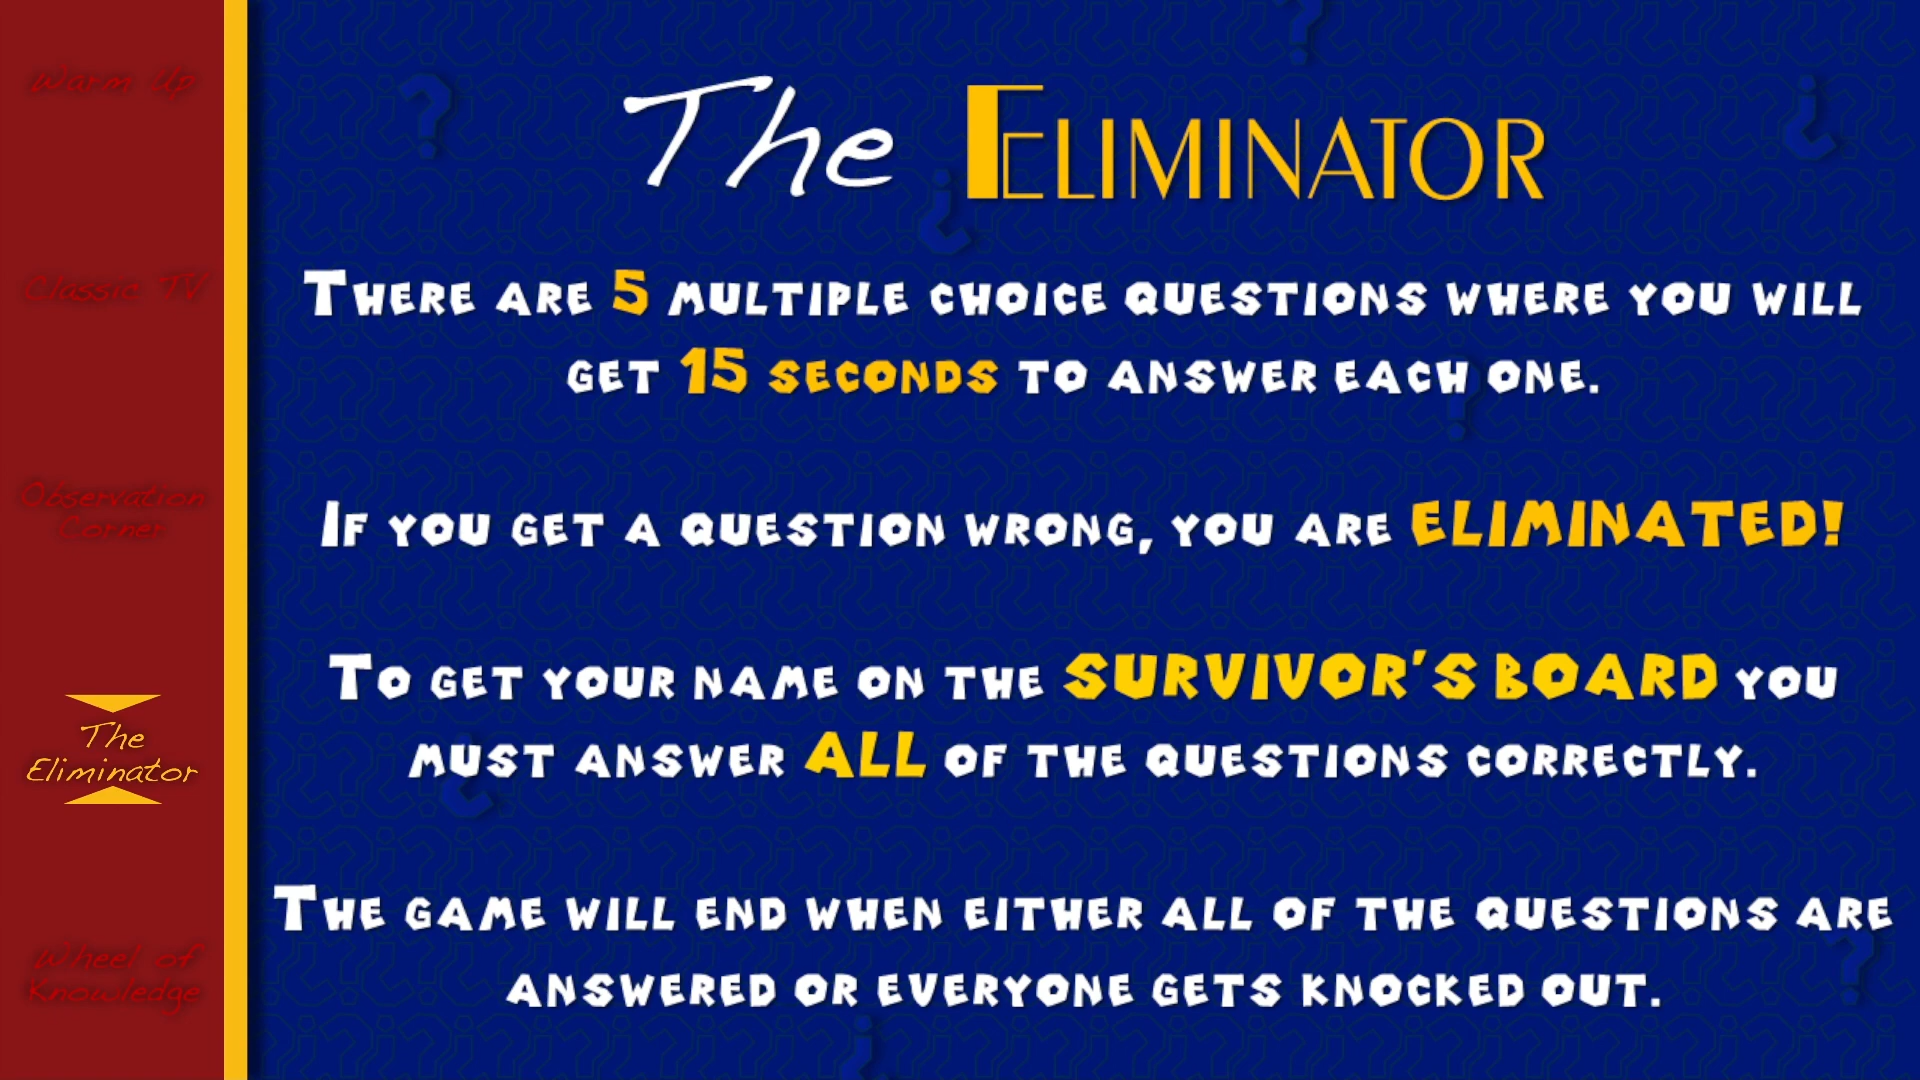 Warm Up
Classic TV
Observation
Corner
The
Eliminator
Wheel of
Knowledge
The Eliminator
There are 5 multiple choice questions where you will
get 15 seconds to answer each one.
If you get a question wrong, you are ELIMINATED!
To get your name on the SURVIVOR'S BOARD you
must answer ALL of the questions correctly.
The game will end when either all of the questions are
answered or everyone gets knocked out.